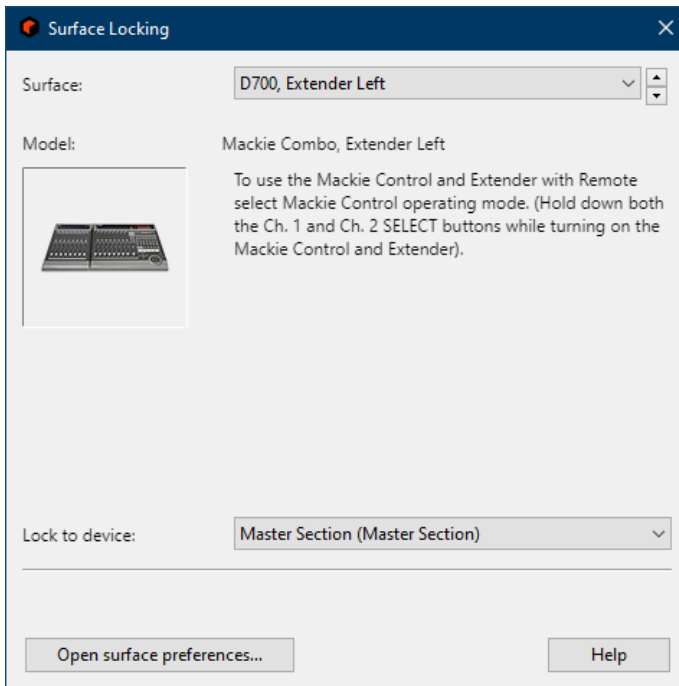 Surface Locking
Surface:
D700, Extender Left
Model:
Mackie Combo, Extender Left
To use the Mackie Control and Extender with Remote
select Mackie Control operating mode. (Hold down both
the Ch. 1 and Ch. 2 SELECT buttons while turning on the
Mackie Control and Extender).
Lock to device:
Master Section (Master Section)
Open surface preferences...
Help